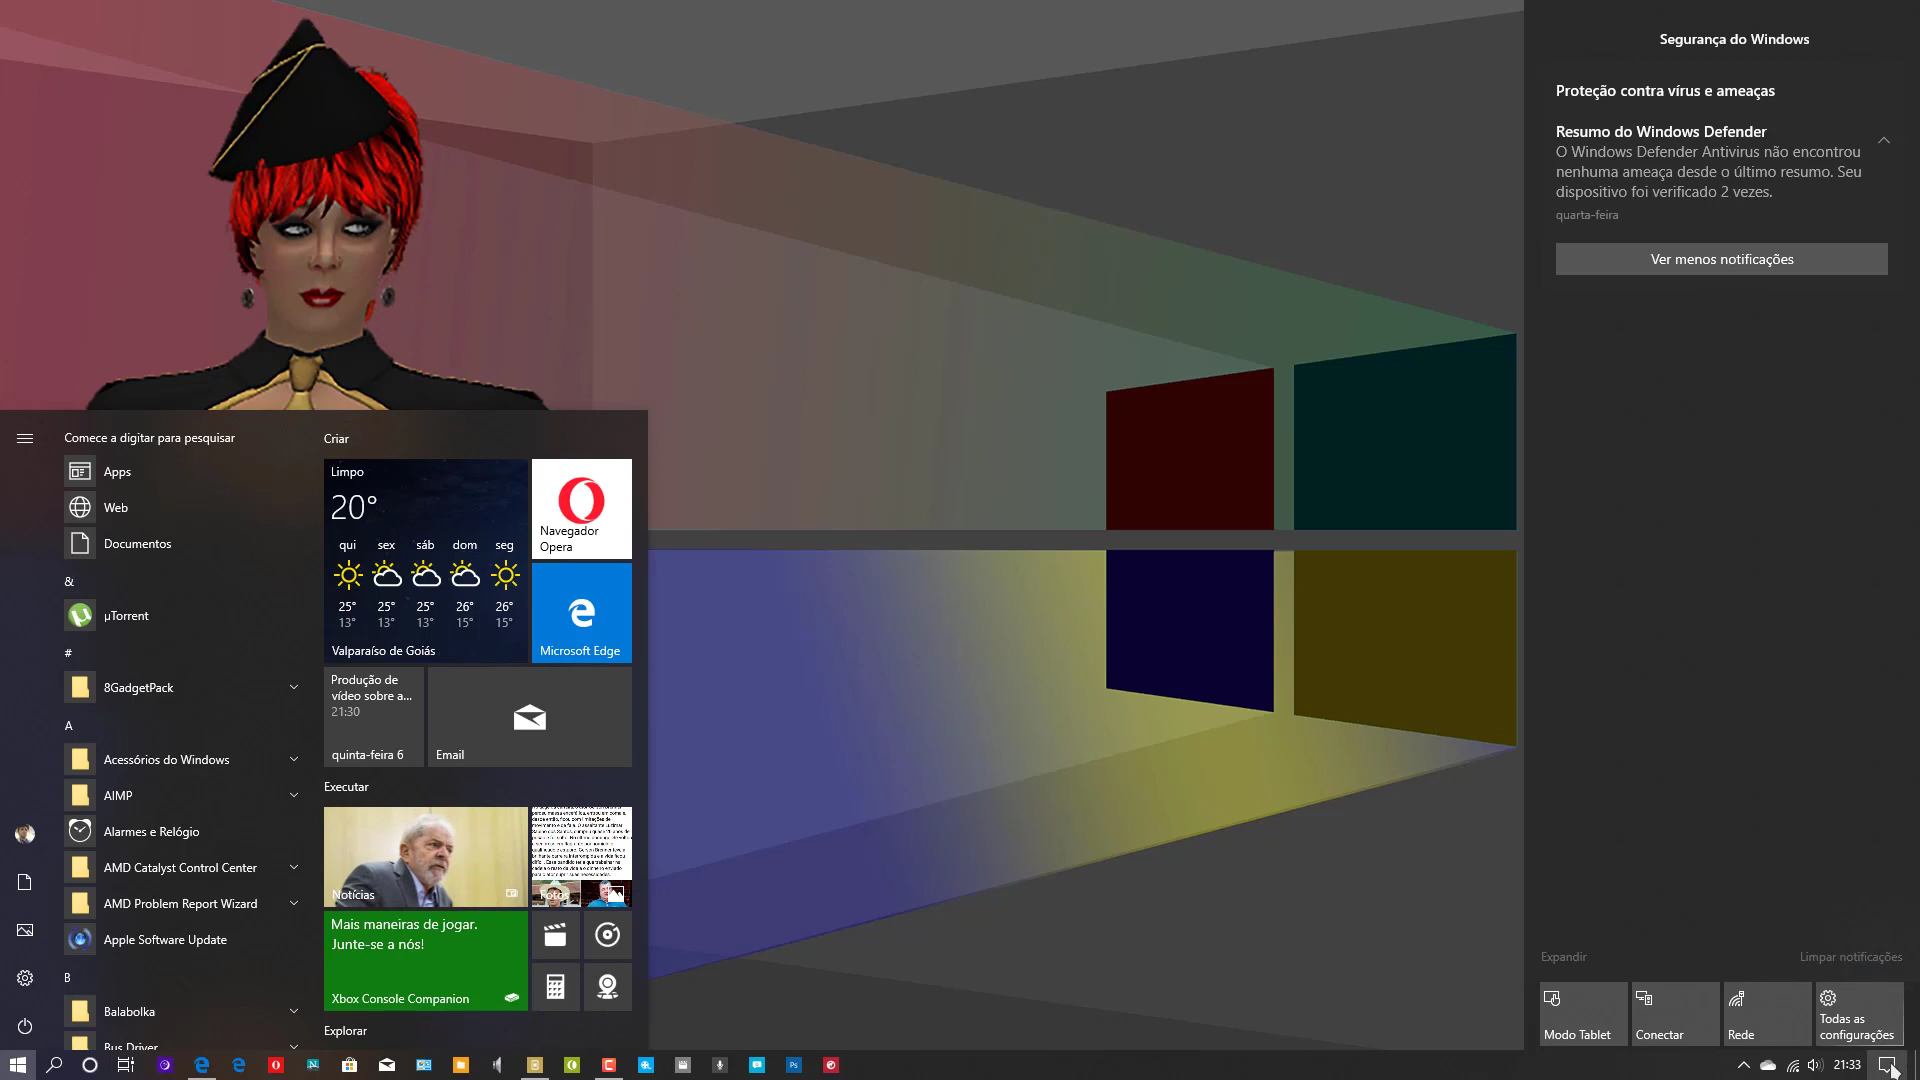 Segurança do Windows
Proteção contra vírus e ameaças
Resumo do Windows Defender
O Windows Defender Antivirus não encontrou
nenhuma ameaça desde o último resumo. Seu
dispositivo foi verificado 2 vezes.
quarta-feira
Ver menos notificações
Comece a digitar para pesquisar
Apps
Web
Documentos
&
µTorrent
#
8GadgetPack
A
Acessórios do Windows
AIMP
Alarmes e Relógio
AMD Catalyst Control Center
AMD Problem Report Wizard
Apple Software Update
B
Balabolka
Bus Driver
Criar
Limpo
20°
qui sex sáb dom seg
25° 25° 25° 26° 26°
13° 13° 13° 15° 15°
Valparaíso de Goiás
Navegador
Opera
Microsoft Edge
Produção de
vídeo sobre a...
21:30
quinta-feira 6
Email
Executar
Notícias
Fotos
Mais maneiras de jogar.
Junte-se a nós!
Xbox Console Companion
Explorar
Expandir
Limpar notificações
Modo Tablet
Conectar
Rede
Todas as
configurações
Ps
21:33